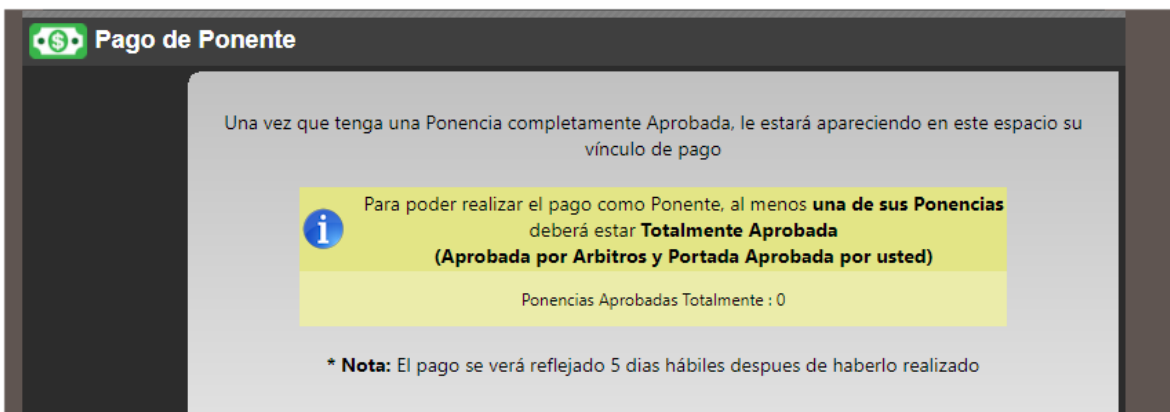 Pago de Ponente
Una vez que tenga una Ponencia completamente Aprobada, le estará apareciendo en este espacio su
vínculo de pago
Para poder realizar el pago como Ponente, al menos una de sus Ponencias
deberá estar Totalmente Aprobada
(Aprobada por Arbitros y Portada Aprobada por usted)
Ponencias Aprobadas Totalmente : 0
* Nota: El pago se verá reflejado 5 dias hábiles despues de haberlo realizado